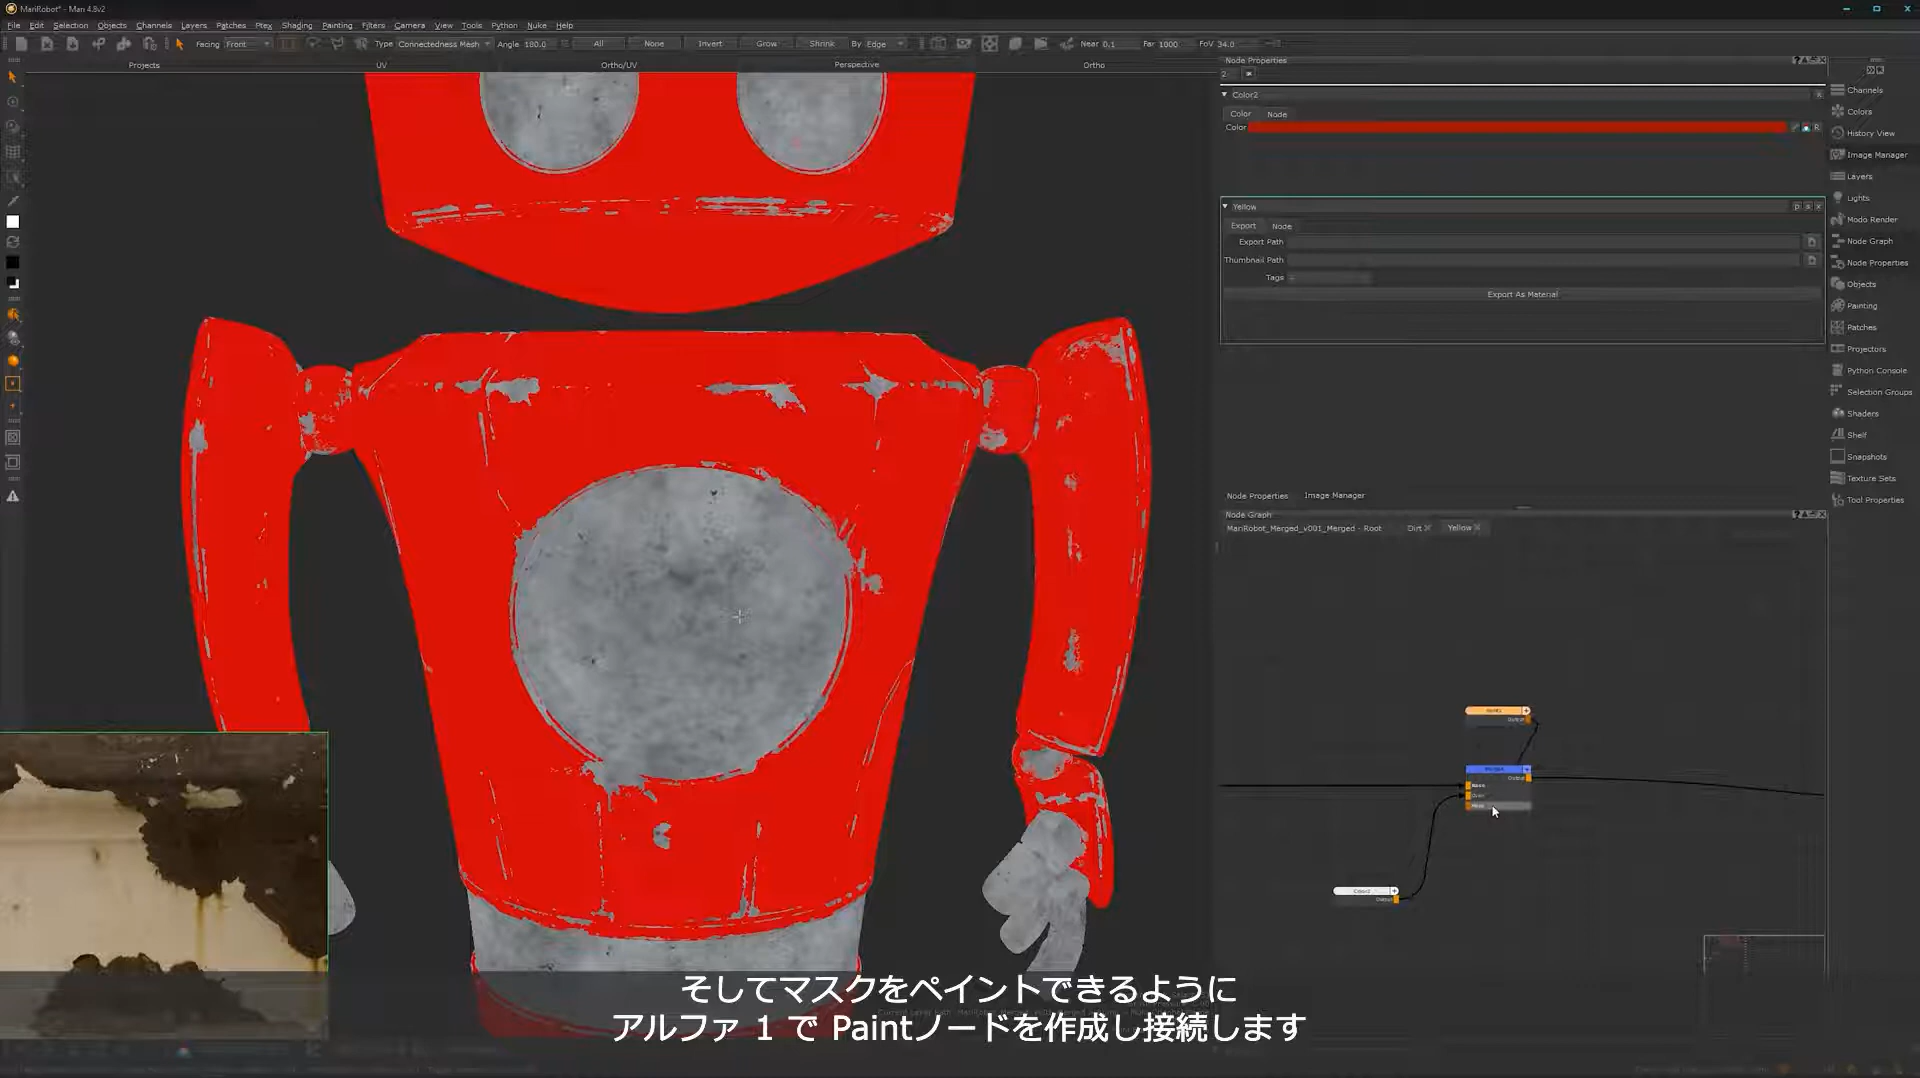 MariRobot* - Mari 4.8v2
File Edit Selection Objects Channels Layers Patches Ptex Shading Painting Filters Camera View Tools Python Nuke Help
Facing Front Type Connectedness Mesh Angle 180.0 All None Invert Grow Shrink By Edge Near 0.1 Far 1000 FoV 34.0
Projects UV Ortho/UV Perspective Ortho
Node Properties
2
Color2
Color Node
Color R
Yellow
Export Node
Export Path
Thumbnail Path
Tags
Export As Material
Node Properties Image Manager
Node Graph
MariRobot_Merged_v001_Merged - Root Dirt Yellow
Output
Output
Base
Over
Mask
Output
Channels
Colors
History View
Image Manager
Layers
Lights
Modo Render
Node Graph
Node Properties
Objects
Painting
Patches
Projectors
Python Console
Selection Groups
Shaders
Shelf
Snapshots
Texture Sets
Tool Properties
そしてマスクをペイントできるように
アルファ 1 で Paintノードを作成し接続します